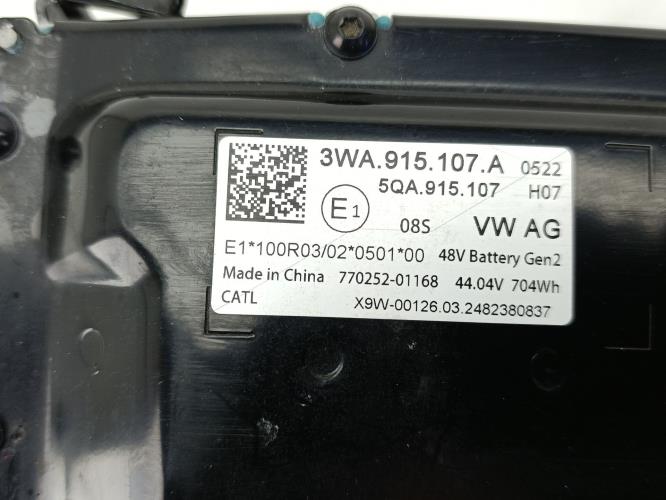 3WA.915.107.A 0522
5QA.915.107 H07
E1 08S VW AG
E1*100R03/02*0501*00 48V Battery Gen2
Made in China 770252-01168 44.04V 704Wh
CATL X9W-00126.03.2482380837